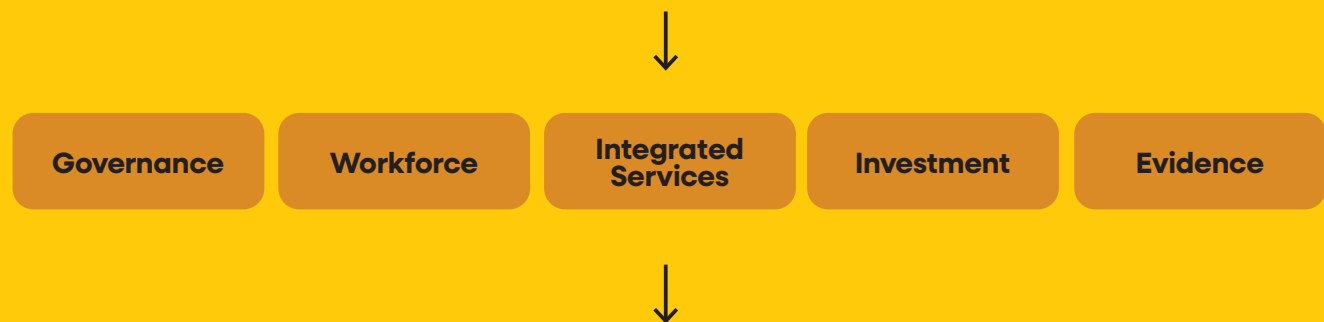 Governance
Workforce
Integrated
Services
Investment
Evidence